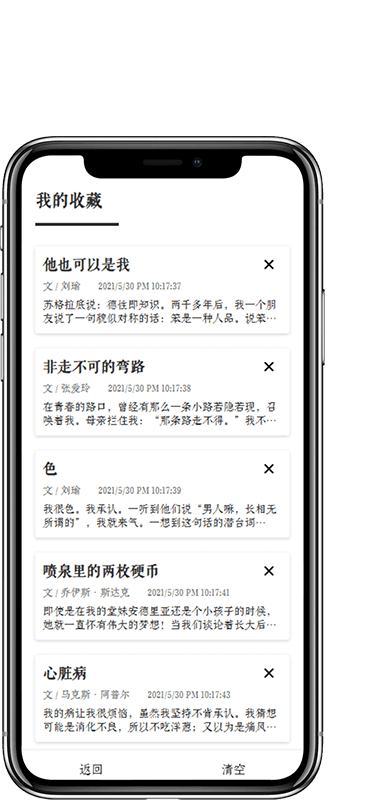 我的收藏
他也可以是我
文 / 刘瑜 2021/5/30 PM 10:17:37
苏格拉底说：德性即知识。两千多年后，我一个朋
友说了一句貌似对称的话：笨是一种人品。说笨…
非走不可的弯路
文 / 张爱玲 2021/5/30 PM 10:17:38
在青春的路口，曾经有那么一条小路若隐若现，召
唤着我。母亲拦住我：“那条路走不得。”我不…
色
文 / 刘瑜 2021/5/30 PM 10:17:39
我很色。我承认。一听到他们说“男人嘛，长相无
所谓的”，我就来气。一想到这句话的潜台词…
喷泉里的两枚硬币
文 / 乔伊斯 · 斯达克 2021/5/30 PM 10:17:41
即使是在我的堂妹安德里亚还是个小孩子的时候，
她就一直怀有伟大的梦想！当我们谈论着长大后…
心脏病
文 / 马克斯 · 阿普尔 2021/5/30 PM 10:17:43
我的病让我很烦恼，虽然我坚持不肯承认。我猜想
可能是消化不良，所以不吃洋葱；又以为是痛风…
返回 清空